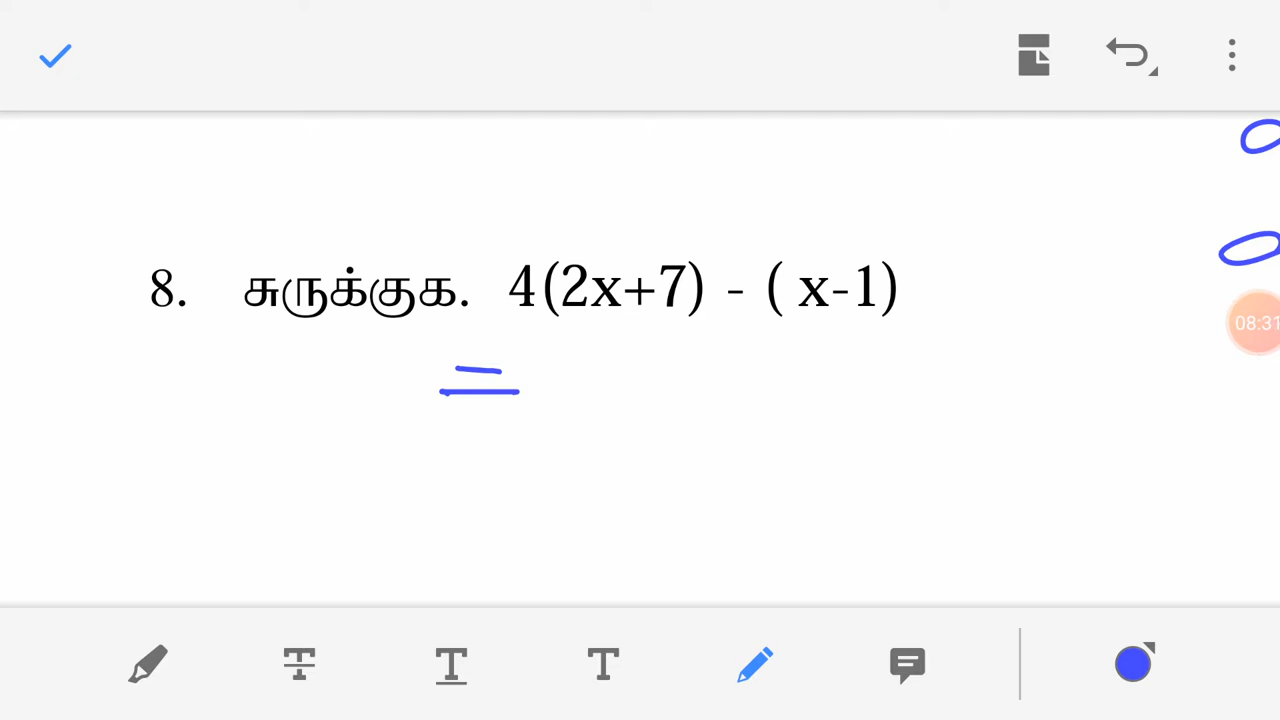 8. சுருக்குக. 4(2x+7) - ( x-1)
=
08:31